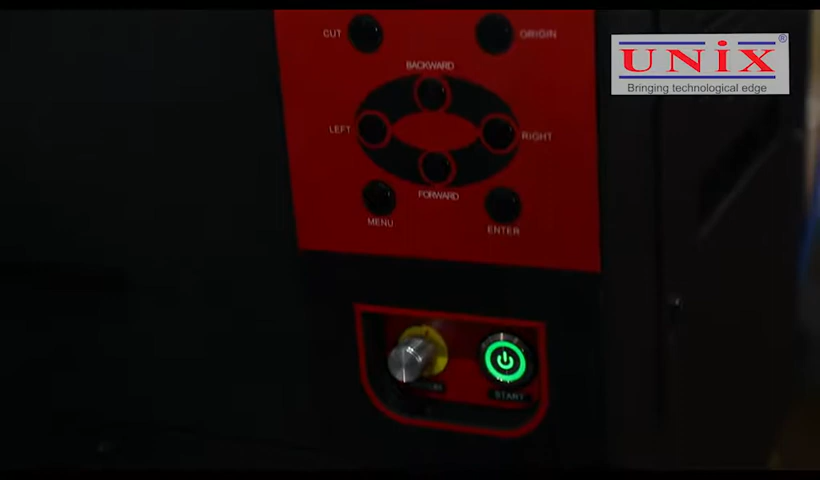 CUT
ORIGIN
UNiX®
Bringing technological edge
BACKWARD
LEFT
RIGHT
FORWARD
MENU
ENTER
START